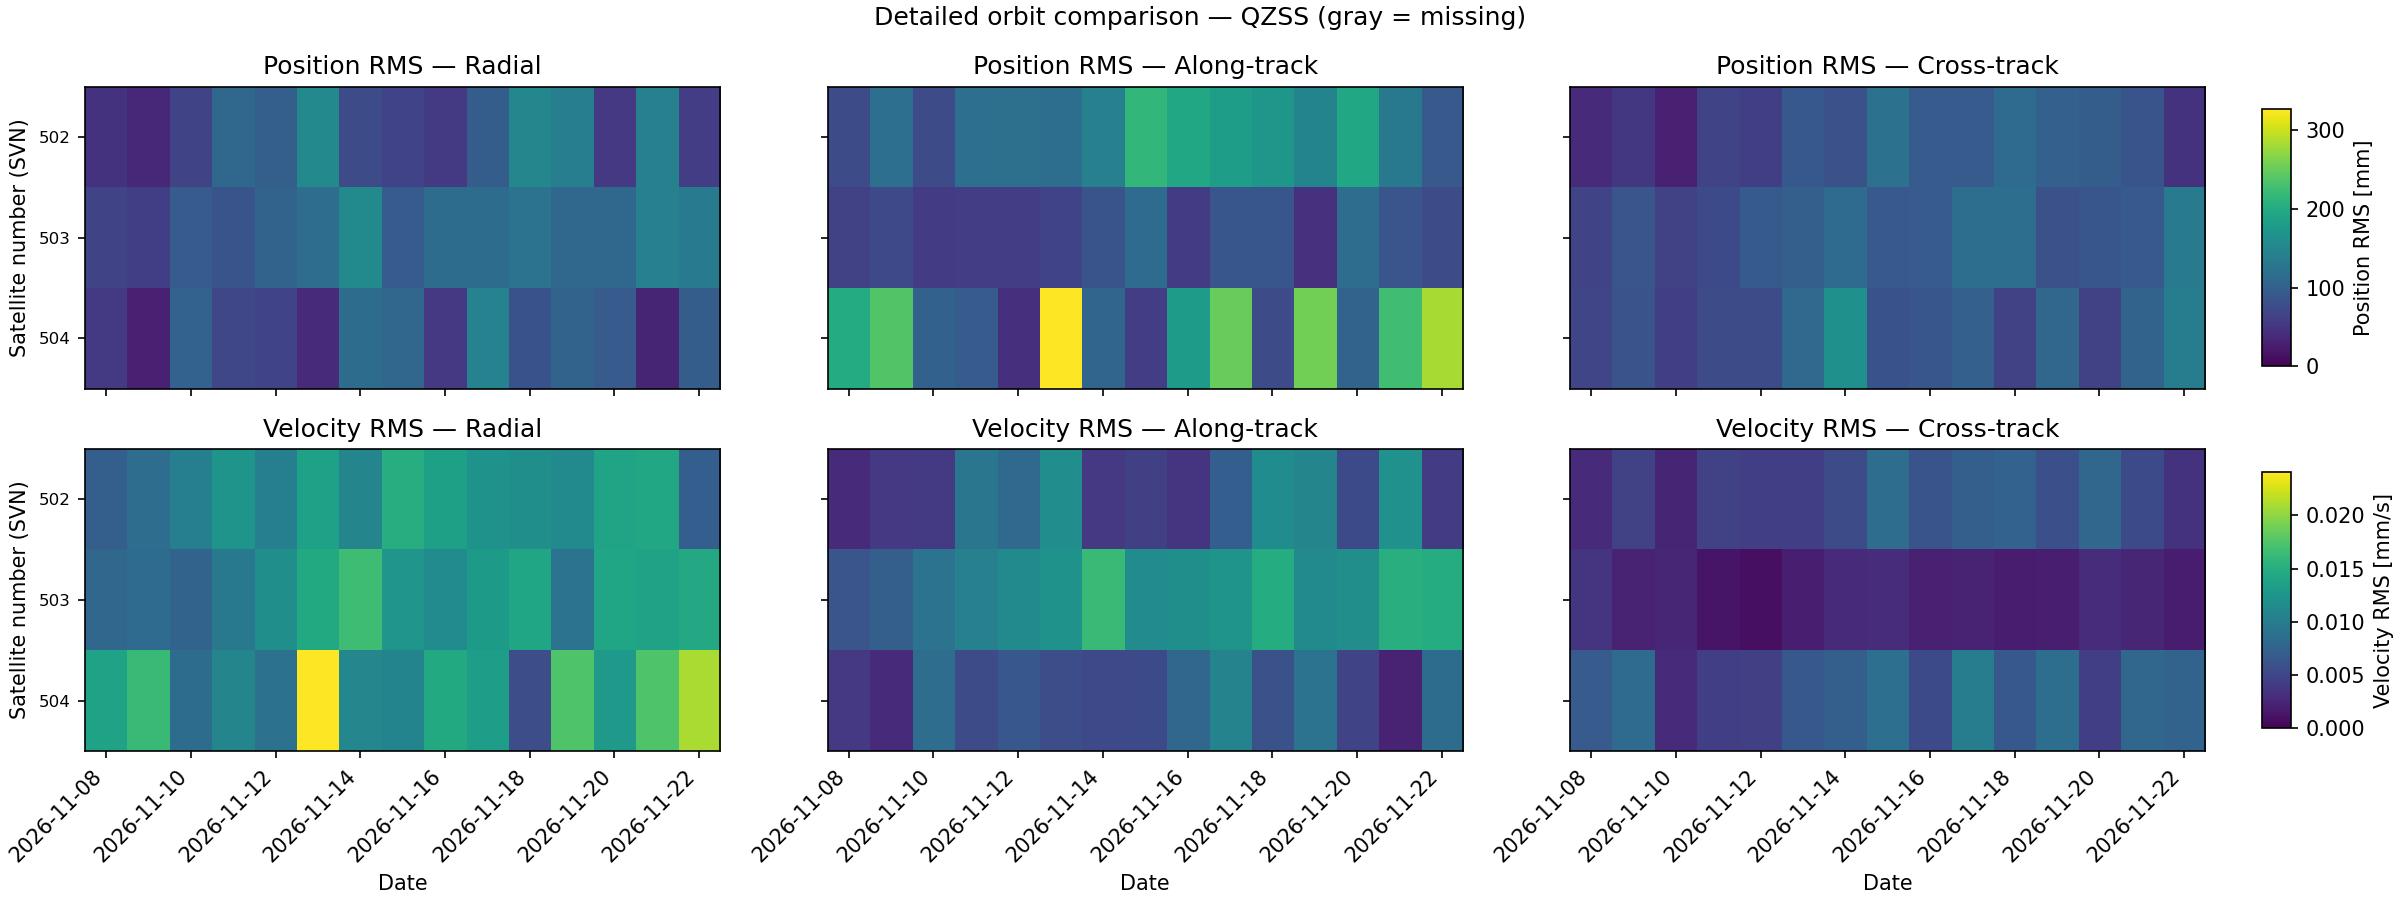 Detailed orbit comparison — QZSS (gray = missing)
Position RMS — Radial
Position RMS — Along-track
Position RMS — Cross-track
Satellite number (SVN)
502
503
504
300
200
100
0
Position RMS [mm]
Velocity RMS — Radial
Velocity RMS — Along-track
Velocity RMS — Cross-track
Satellite number (SVN)
502
503
504
0.020
0.015
0.010
0.005
0.000
Velocity RMS [mm/s]
2026-11-08
2026-11-10
2026-11-12
2026-11-14
2026-11-16
2026-11-18
2026-11-20
2026-11-22
2026-11-08
2026-11-10
2026-11-12
2026-11-14
2026-11-16
2026-11-18
2026-11-20
2026-11-22
2026-11-08
2026-11-10
2026-11-12
2026-11-14
2026-11-16
2026-11-18
2026-11-20
2026-11-22
Date
Date
Date